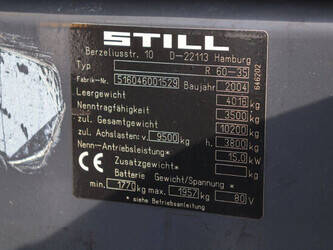 STILL
Berzeliusstr. 10 D-22113 Hamburg
Typ R 60-35
Fabrik-Nr. 516046001529 Baujahr 2004
Leergewicht 4018 kg
Nenntragfähigkeit 3500 kg
zul. Gesamtgewicht 10200 kg
zul. Achslasten. v. 9500 kg h. 3800 kg
Nenn-Antriebsleistung* 15.0 kW
CE Zusatzgewicht* kg
Batterie Gewicht/Spannung *
min. 1770 kg max. 1957 kg 80 V
* siehe Betriebsanleitung
646202